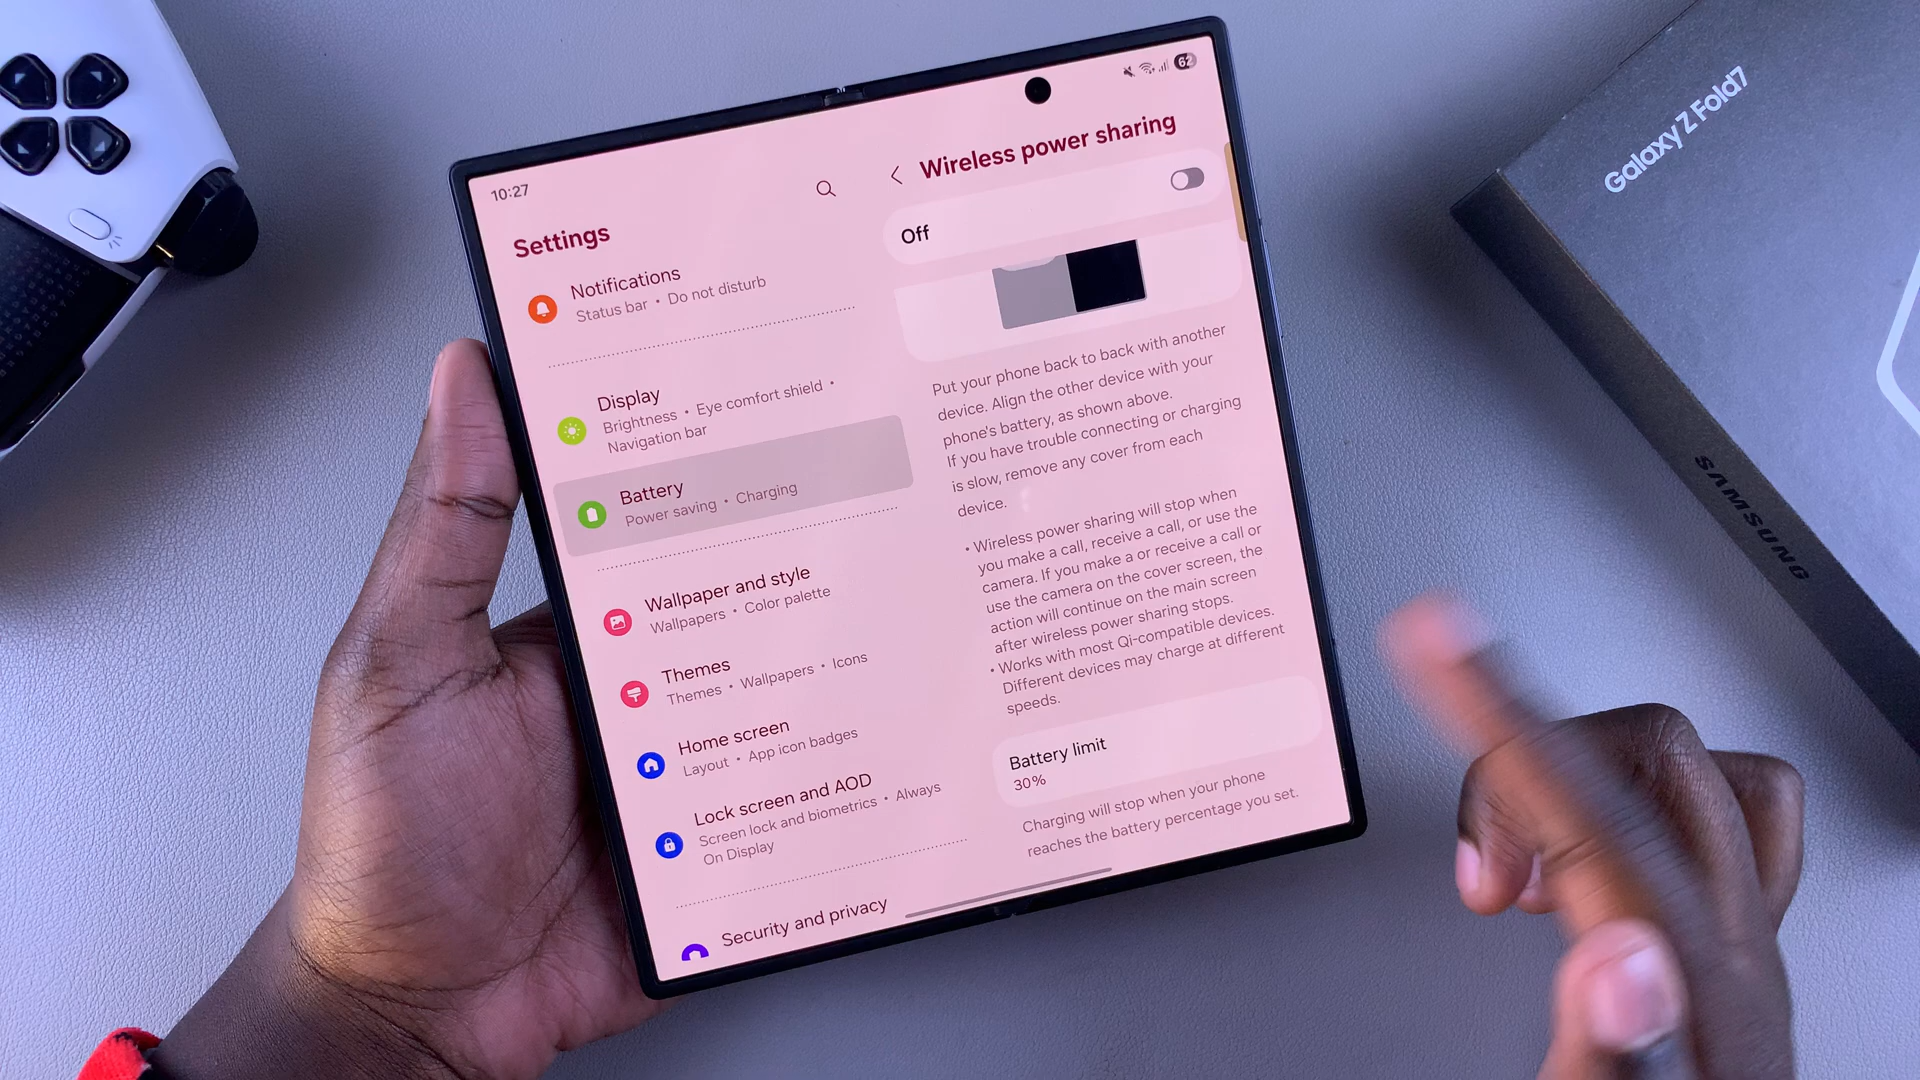 10:27
62
Settings
Notifications
Status bar • Do not disturb
Display
Brightness • Eye comfort shield •
Navigation bar
Battery
Power saving • Charging
Wallpaper and style
Wallpapers • Color palette
Themes
Themes • Wallpapers • Icons
Home screen
Layout • App icon badges
Lock screen and AOD
Screen lock and biometrics • Always
On Display
Security and privacy
Wireless power sharing
Off
Put your phone back to back with another
device. Align the other device with your
phone's battery, as shown above.
If you have trouble connecting or charging
is slow, remove any cover from each
device.
• Wireless power sharing will stop when
you make a call, receive a call, or use the
camera. If you make a or receive a call or
use the camera on the cover screen, the
action will continue on the main screen
after wireless power sharing stops.
• Works with most Qi-compatible devices.
Different devices may charge at different
speeds.
Battery limit
30%
Charging will stop when your phone
reaches the battery percentage you set.
Galaxy Z Fold7
SAMSUNG